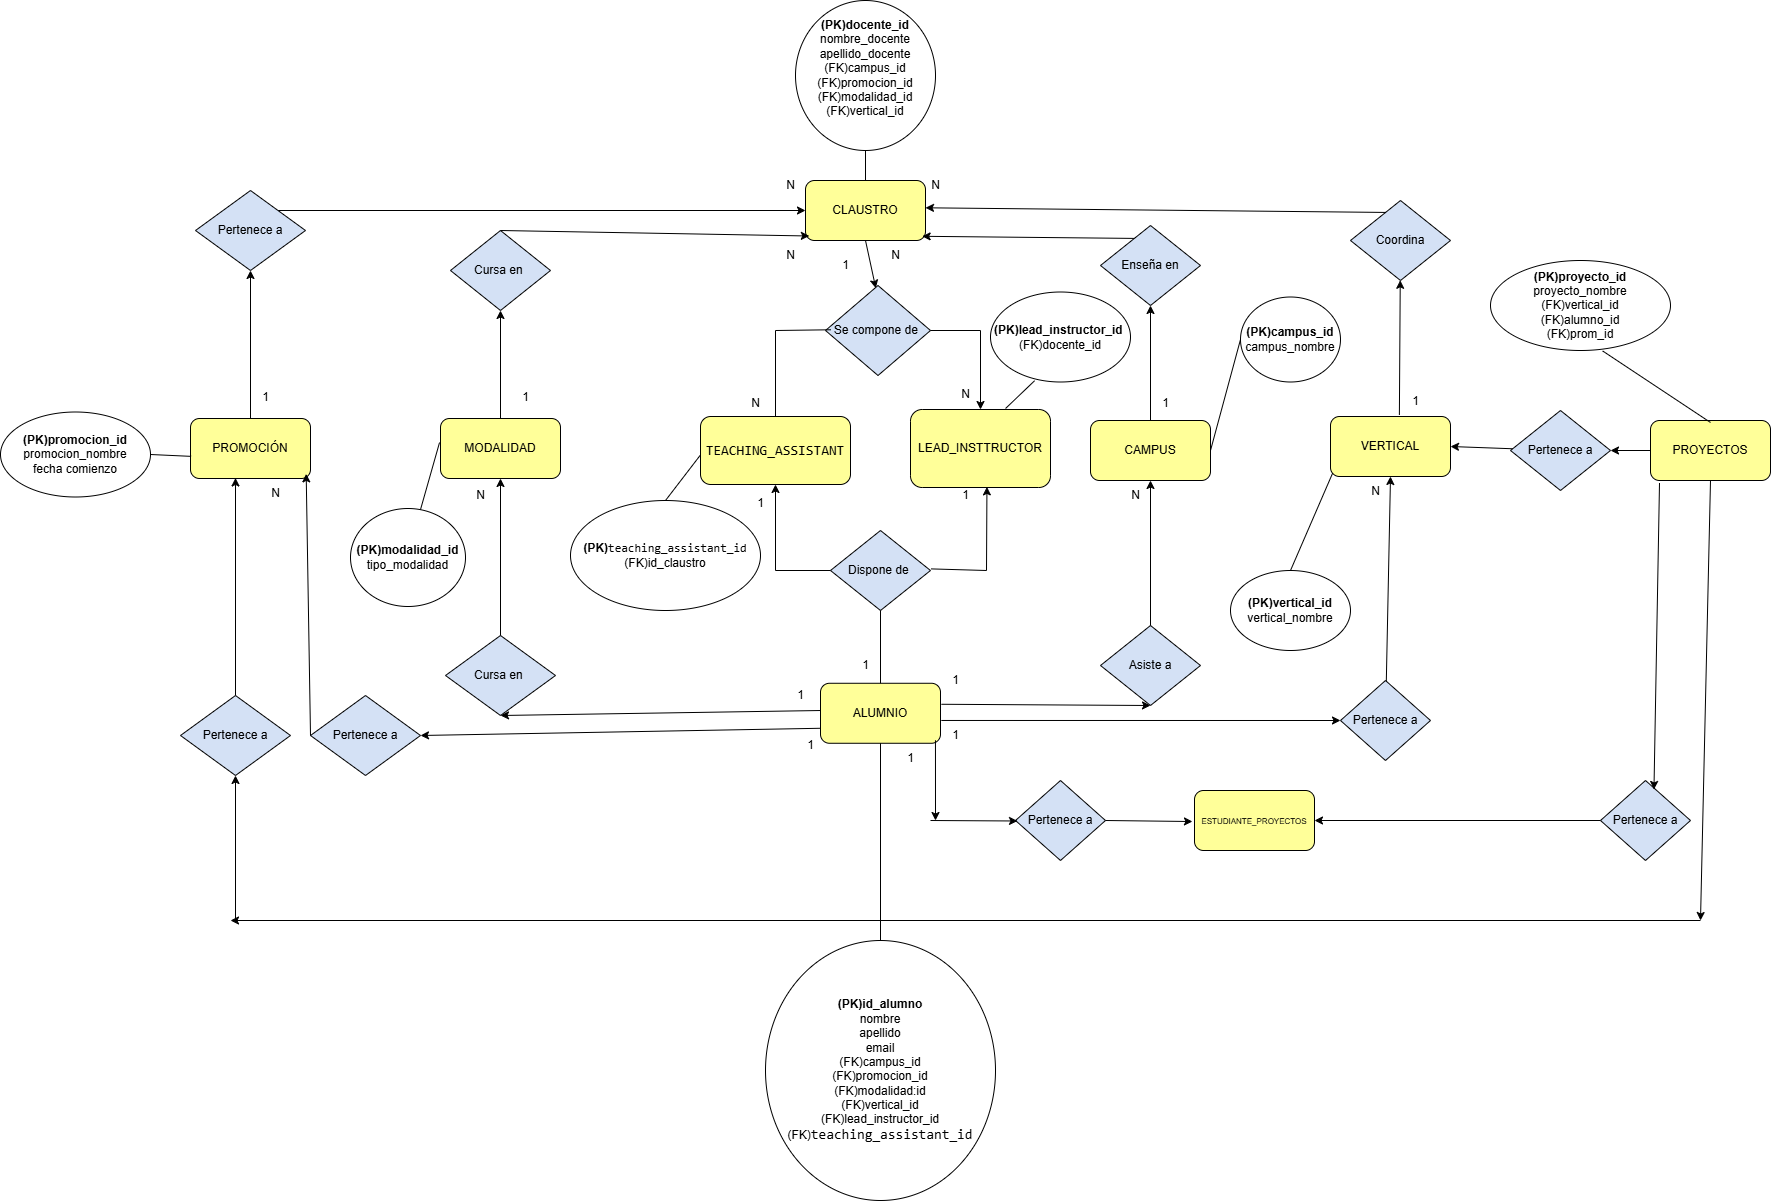 (PK)docente_id
nombre_docente
apellido_docente
(FK)campus_id
(FK)promocion_id
(FK)modalidad_id
(FK)vertical_id
N
N
Pertenece a
CLAUSTRO
Coordina
Cursa en
N
1
N
Enseña en
Se compone de
(PK)lead_instructor_id
(FK)docente_id
(PK)campus_id
campus_nombre
(PK)proyecto_id
proyecto_nombre
(FK)vertical_id
(FK)alumno_id
(FK)prom_id
1
1
N
N
1
1
(PK)promocion_id
promocion_nombre
fecha comienzo
PROMOCIÓN
MODALIDAD
TEACHING_ASSISTANT
LEAD_INSTTRUCTOR
CAMPUS
VERTICAL
Pertenece a
PROYECTOS
N
N
1
1
N
N
(PK)modalidad_id
tipo_modalidad
(PK)teaching_assistant_id
(FK)id_claustro
Dispone de
(PK)vertical_id
vertical_nombre
Cursa en
1
Asiste a
1
1
Pertenece a
Pertenece a
ALUMNIO
Pertenece a
1
1
1
Pertenece a
ESTUDIANTE_PROYECTOS
Pertenece a
(PK)id_alumno
nombre
apellido
email
(FK)campus_id
(FK)promocion_id
(FK)modalidad:id
(FK)vertical_id
(FK)lead_instructor_id
(FK)teaching_assistant_id